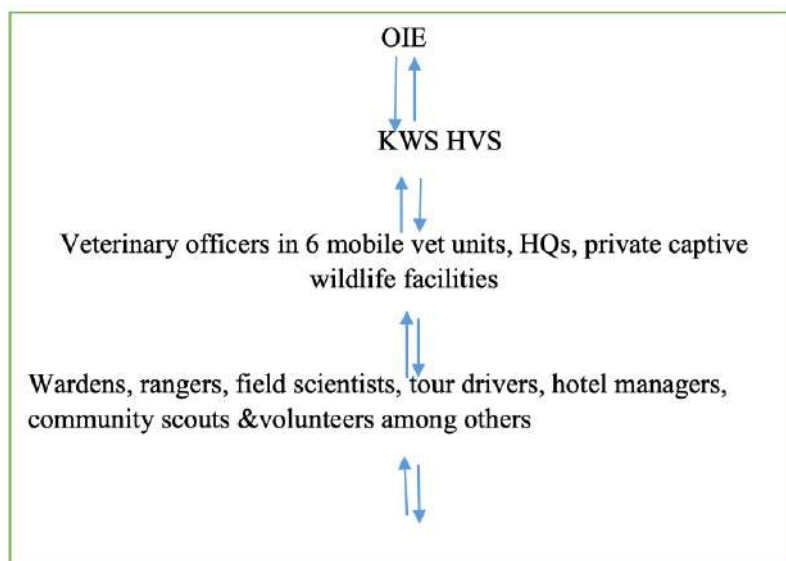 OIE
KWS HVS
Veterinary officers in 6 mobile vet units, HQs, private captive
wildlife facilities
Wardens, rangers, field scientists, tour drivers, hotel managers,
community scouts &volunteers among others